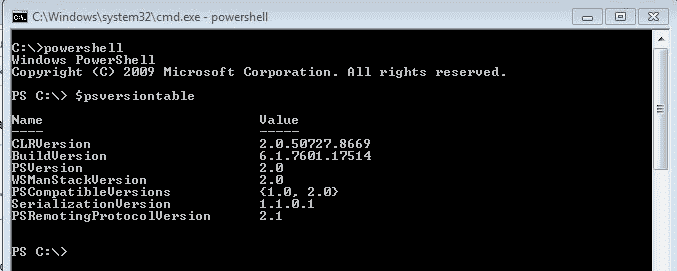 C:\Windows\system32\cmd.exe - powershell
C:\>powershell
Windows PowerShell
Copyright (C) 2009 Microsoft Corporation. All rights reserved.
PS C:\> $psversiontable
Name Value
---- -----
CLRVersion 2.0.50727.8669
BuildVersion 6.1.7601.17514
PSVersion 2.0
WSManStackVersion 2.0
PSCompatibleVersions {1.0, 2.0}
SerializationVersion 1.1.0.1
PSRemotingProtocolVersion 2.1
PS C:\>